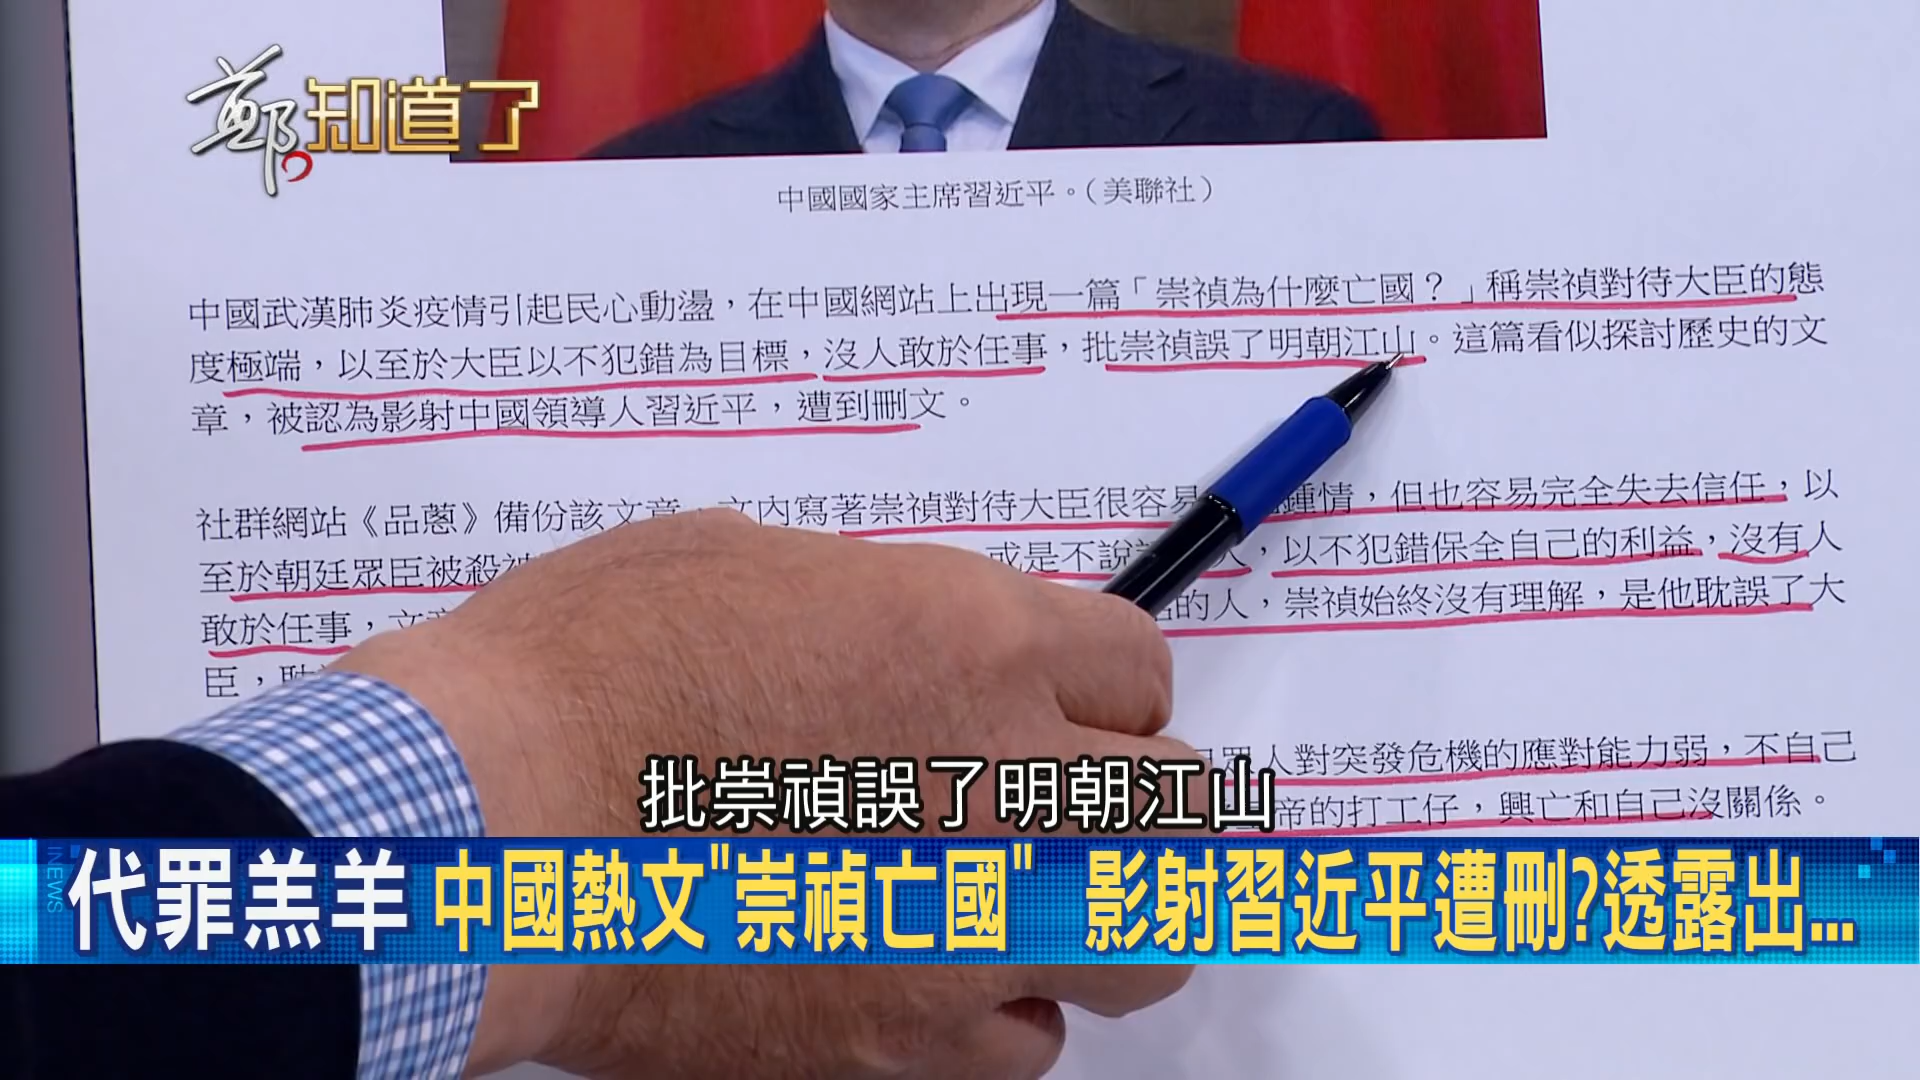 鄭知道了
中國國家主席習近平。(美聯社)
中國武漢肺炎疫情引起民心動盪，在中國網站上出現一篇「崇禎為什麼亡國？」稱崇禎對待大臣的態
度極端，以至於大臣以不犯錯為目標，沒人敢於任事，批崇禎誤了明朝江山。這篇看似探討歷史的文
章，被認為影射中國領導人習近平，遭到刪文。
社群網站《品蔥》備份該文章，文內寫著崇禎對待大臣很容易鍾情，但也容易完全失去信任，以
至於朝廷眾臣被殺被 或是不說 人，以不犯錯保全自己的利益，沒有人
敢於任事， 的人，崇禎始終沒有理解，是他耽誤了大
臣，耽
眾人對突發危機的應對能力弱，不自己
帝的打工仔，興亡和自己沒關係。
批崇禎誤了明朝江山
IN NEWS
代罪羔羊 中國熱文"崇禎亡國" 影射習近平遭刪?透露出...